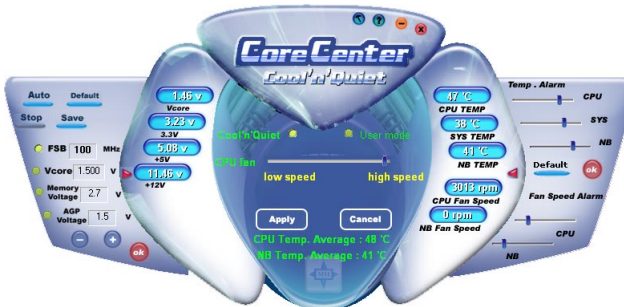 CoreCenter
Cool'n'Quiet
Auto
Default
Stop
Save
FSB 100 MHz
Vcore 1.500 v
Memory Voltage 2.7 v
AGP Voltage 1.5 v
ok
1.46 v
Vcore
3.23 v
3.3V
5.08 v
+5V
11.46 v
+12V
Cool'n'Quiet
User mode
CPU fan
low speed
high speed
Apply
Cancel
CPU Temp. Average : 48 'C
NB Temp. Average : 41 'C
47 'C
CPU TEMP
38 'C
SYS TEMP
41 'C
NB TEMP
3013 rpm
CPU Fan Speed
0 rpm
NB Fan Speed
Temp . Alarm
CPU
SYS
NB
Default
ok
Fan Speed Alarm
CPU
NB